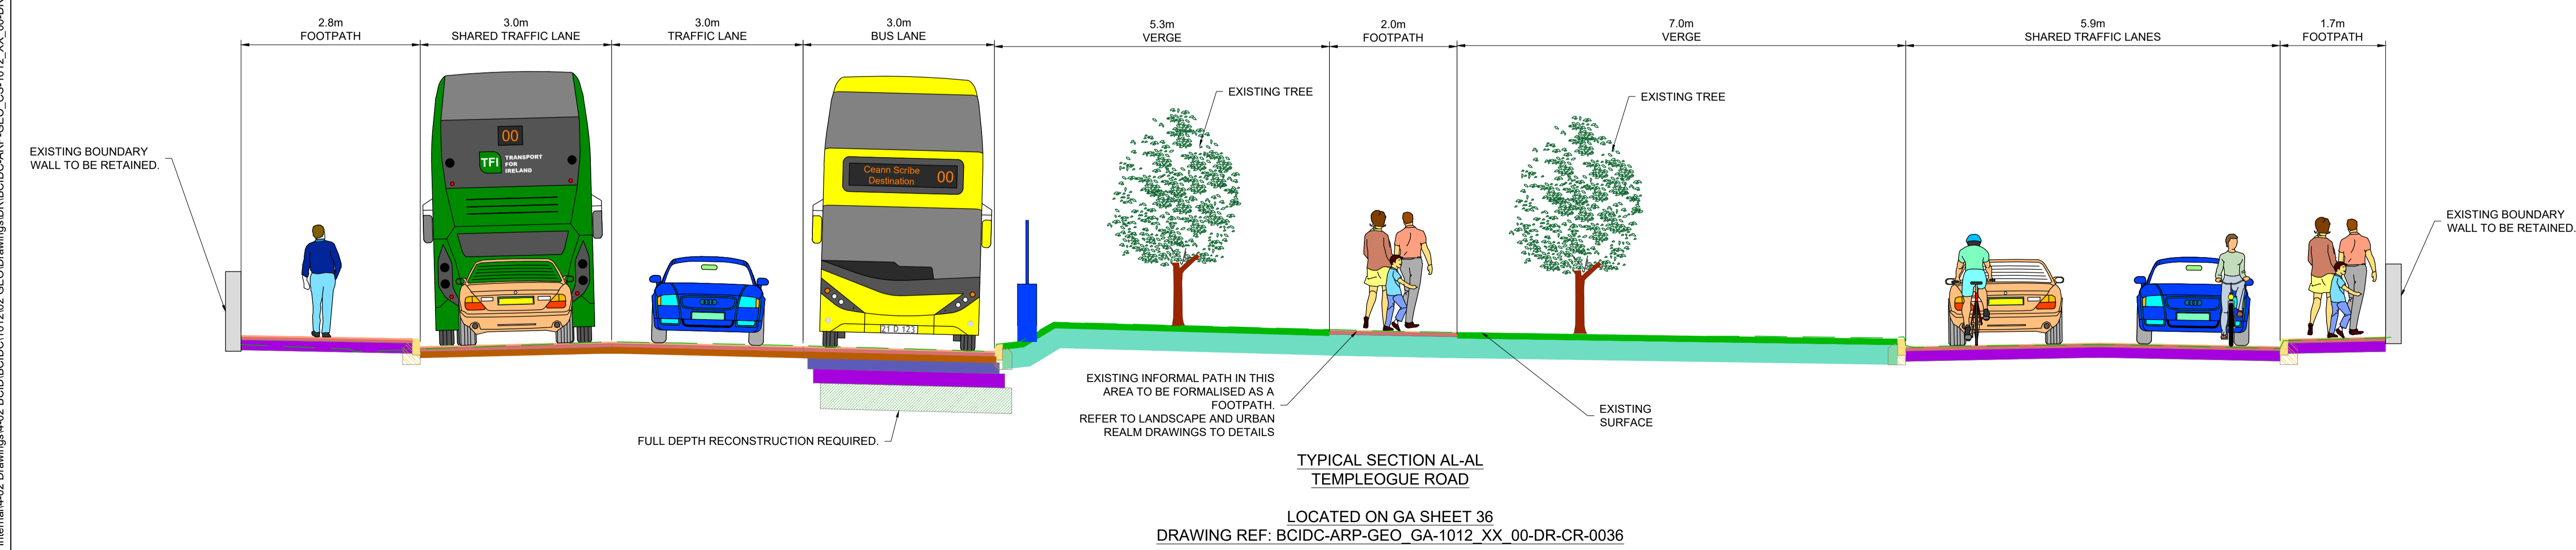 2.8m
FOOTPATH
3.0m
SHARED TRAFFIC LANE
3.0m
TRAFFIC LANE
3.0m
BUS LANE
5.3m
VERGE
2.0m
FOOTPATH
7.0m
VERGE
5.9m
SHARED TRAFFIC LANES
1.7m
FOOTPATH
EXISTING BOUNDARY
WALL TO BE RETAINED.
00
TFI
TRANSPORT
FOR
IRELAND
Ceann Scríbe
Destination
00
21 D 123
EXISTING TREE
EXISTING TREE
EXISTING BOUNDARY
WALL TO BE RETAINED.
FULL DEPTH RECONSTRUCTION REQUIRED.
EXISTING INFORMAL PATH IN THIS
AREA TO BE FORMALISED AS A
FOOTPATH.
REFER TO LANDSCAPE AND URBAN
REALM DRAWINGS TO DETAILS
EXISTING
SURFACE
TYPICAL SECTION AL-AL
TEMPLEOGUE ROAD
LOCATED ON GA SHEET 36
DRAWING REF: BCIDC-ARP-GEO_GA-1012_XX_00-DR-CR-0036